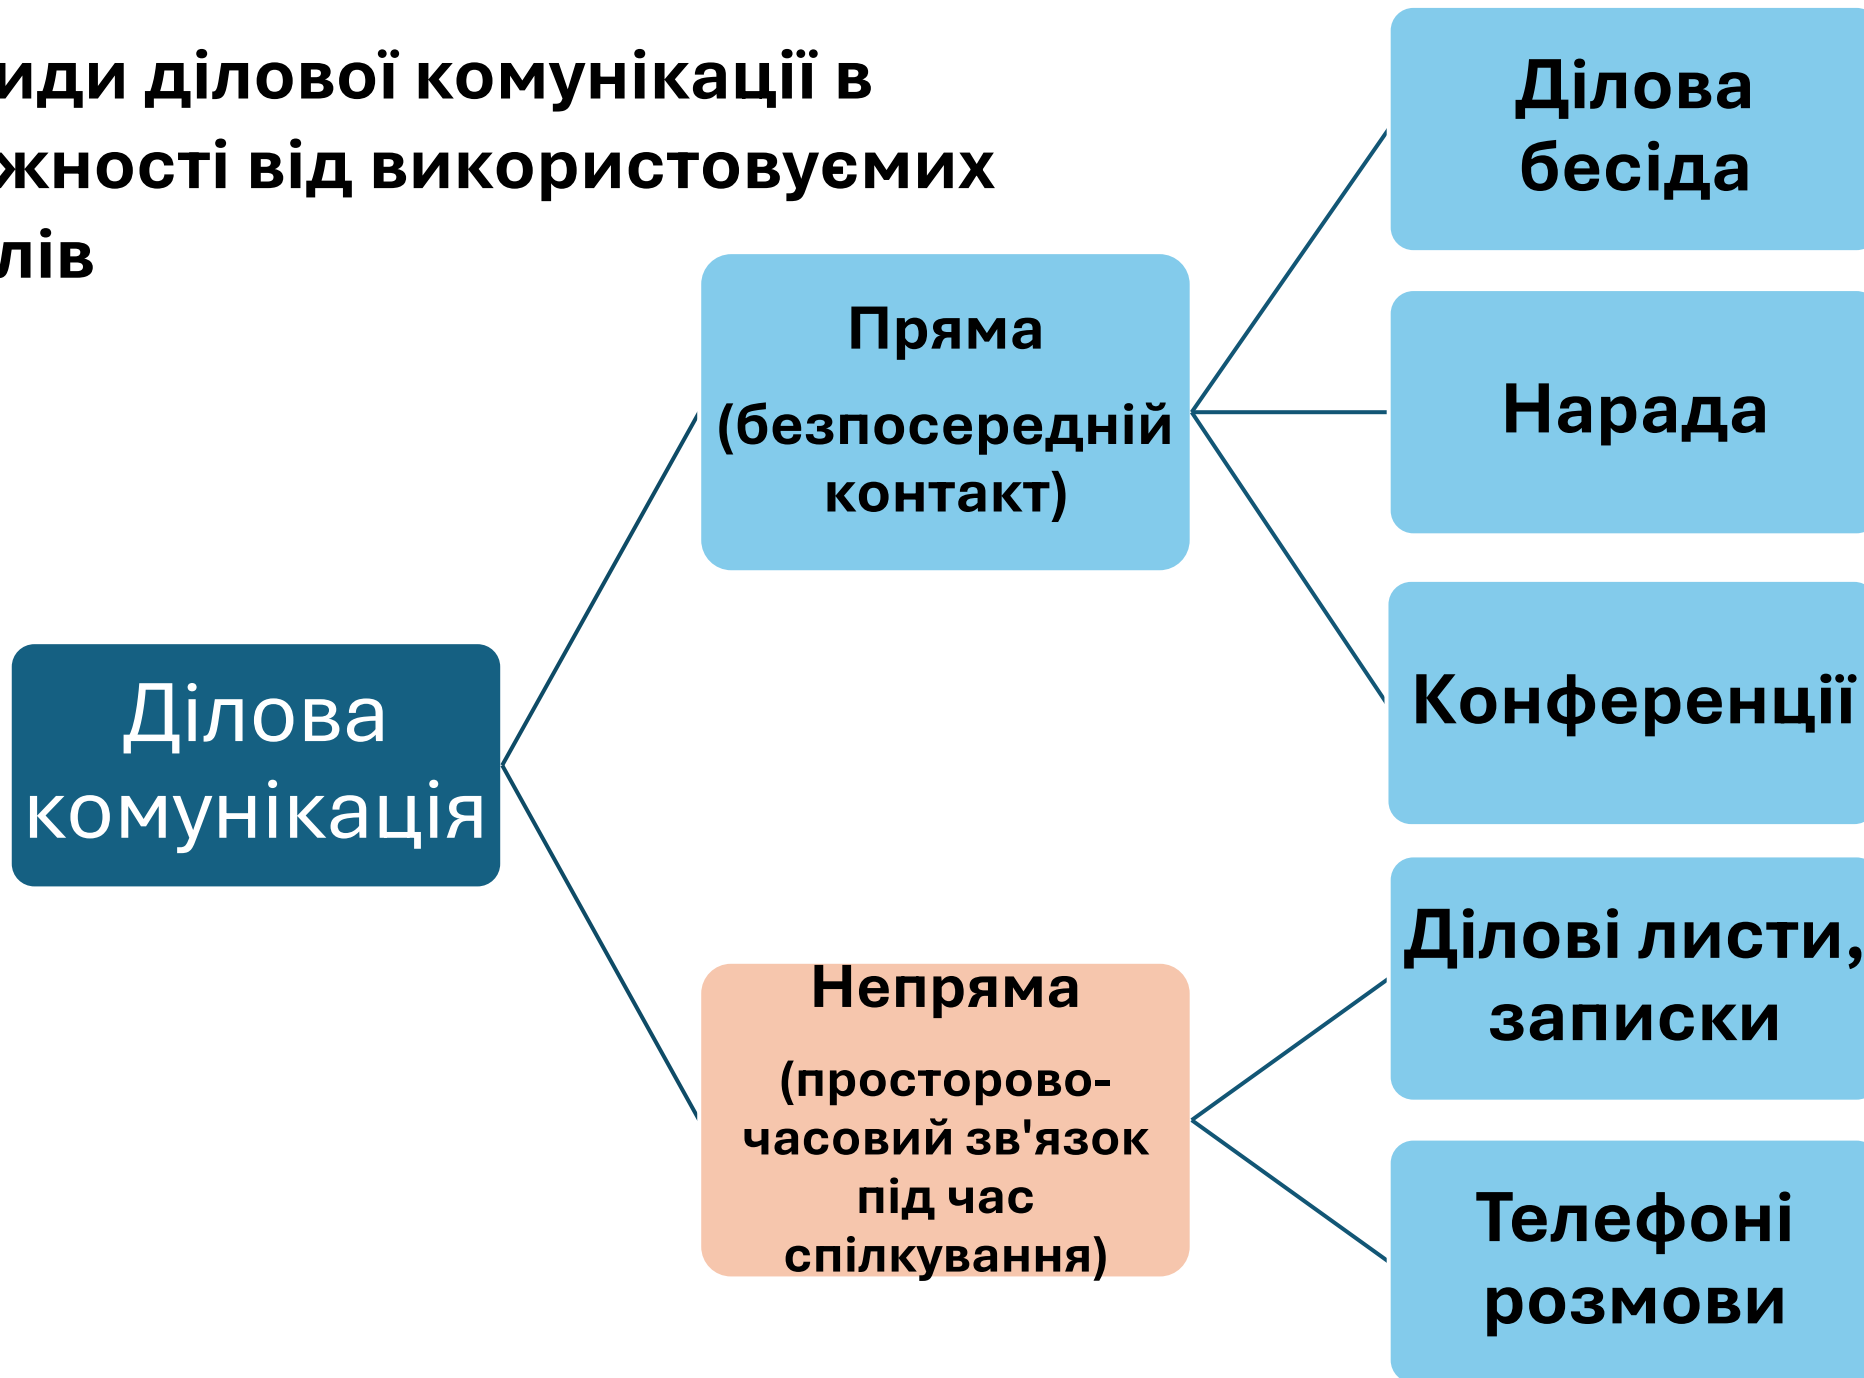 иди ділової комунікації в
жності від використовуємих
лів
Ділова
бесіда
Пряма
(безпосередній
контакт)
Нарада
Конференції
Ділова
комунікація
Непряма
(просторово-
часовий зв'язок
під час
спілкування)
Ділові листи,
записки
Телефоні
розмови